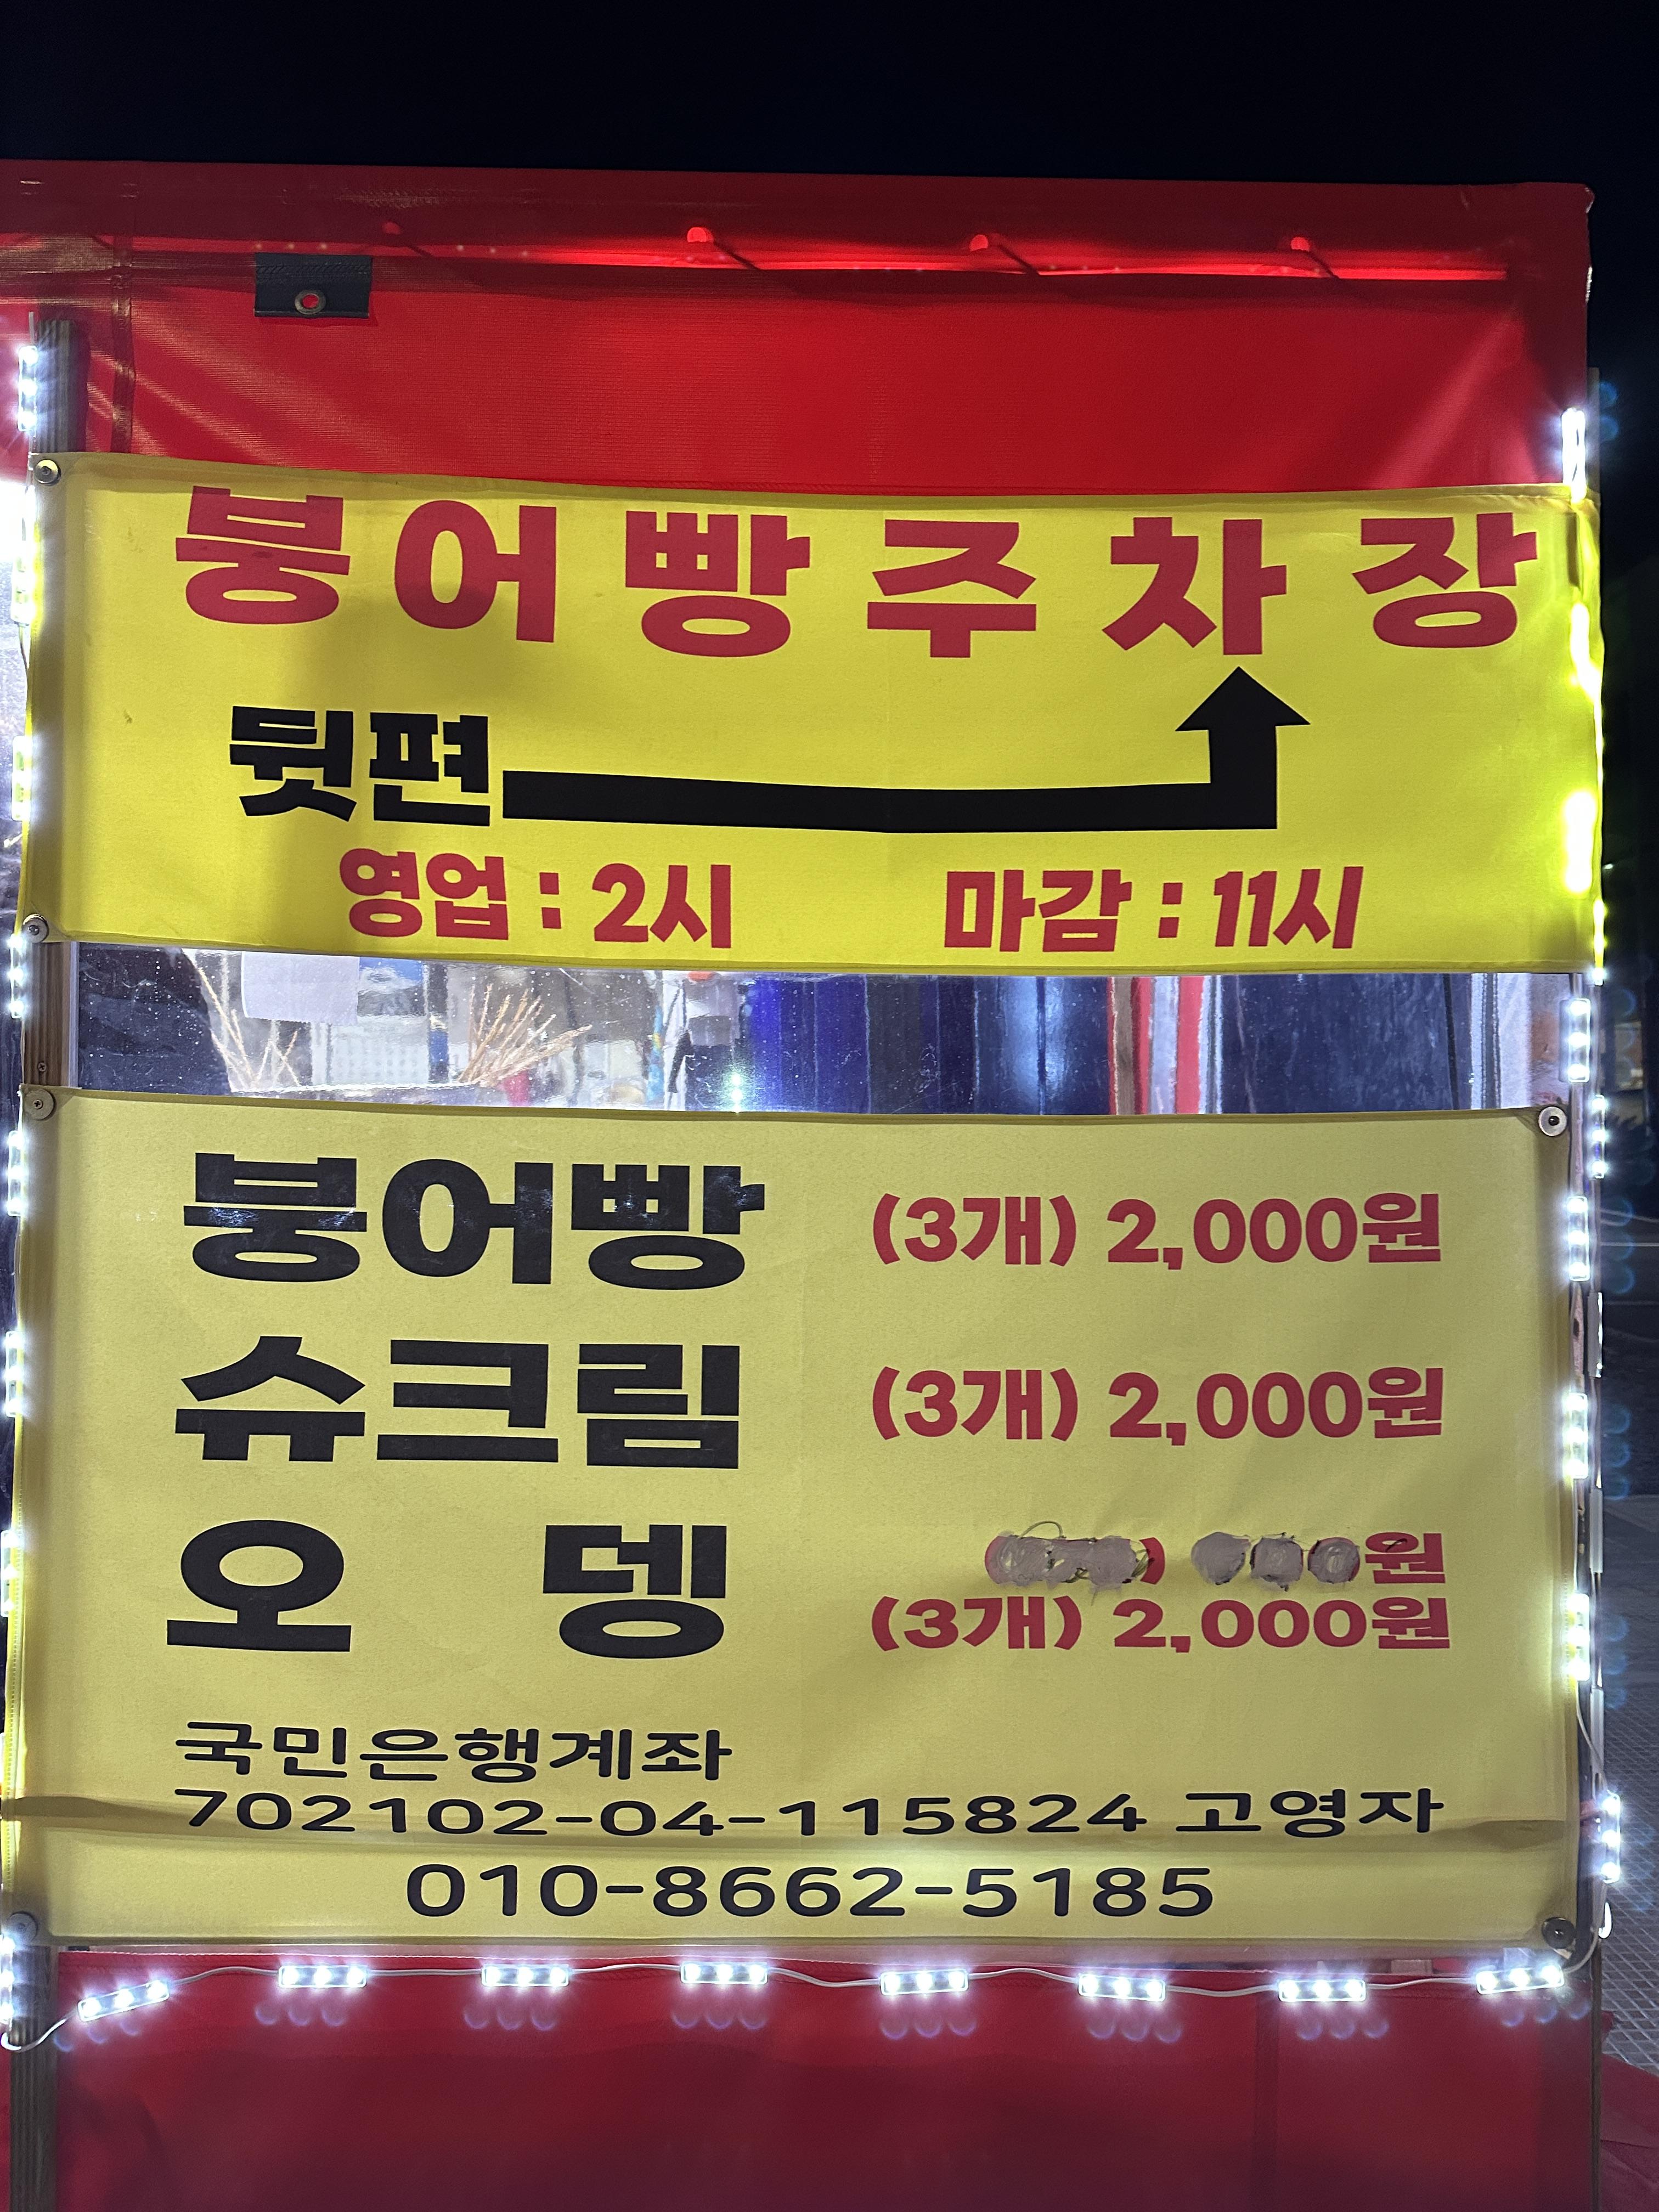 붕어빵주차장
뒷편
영업 : 2시 마감 : 11시
붕어빵 (3개) 2,000원
슈크림 (3개) 2,000원
원
오뎅 (3개) 2,000원
국민은행계좌
702102-04-115824 고영자
010-8662-5185